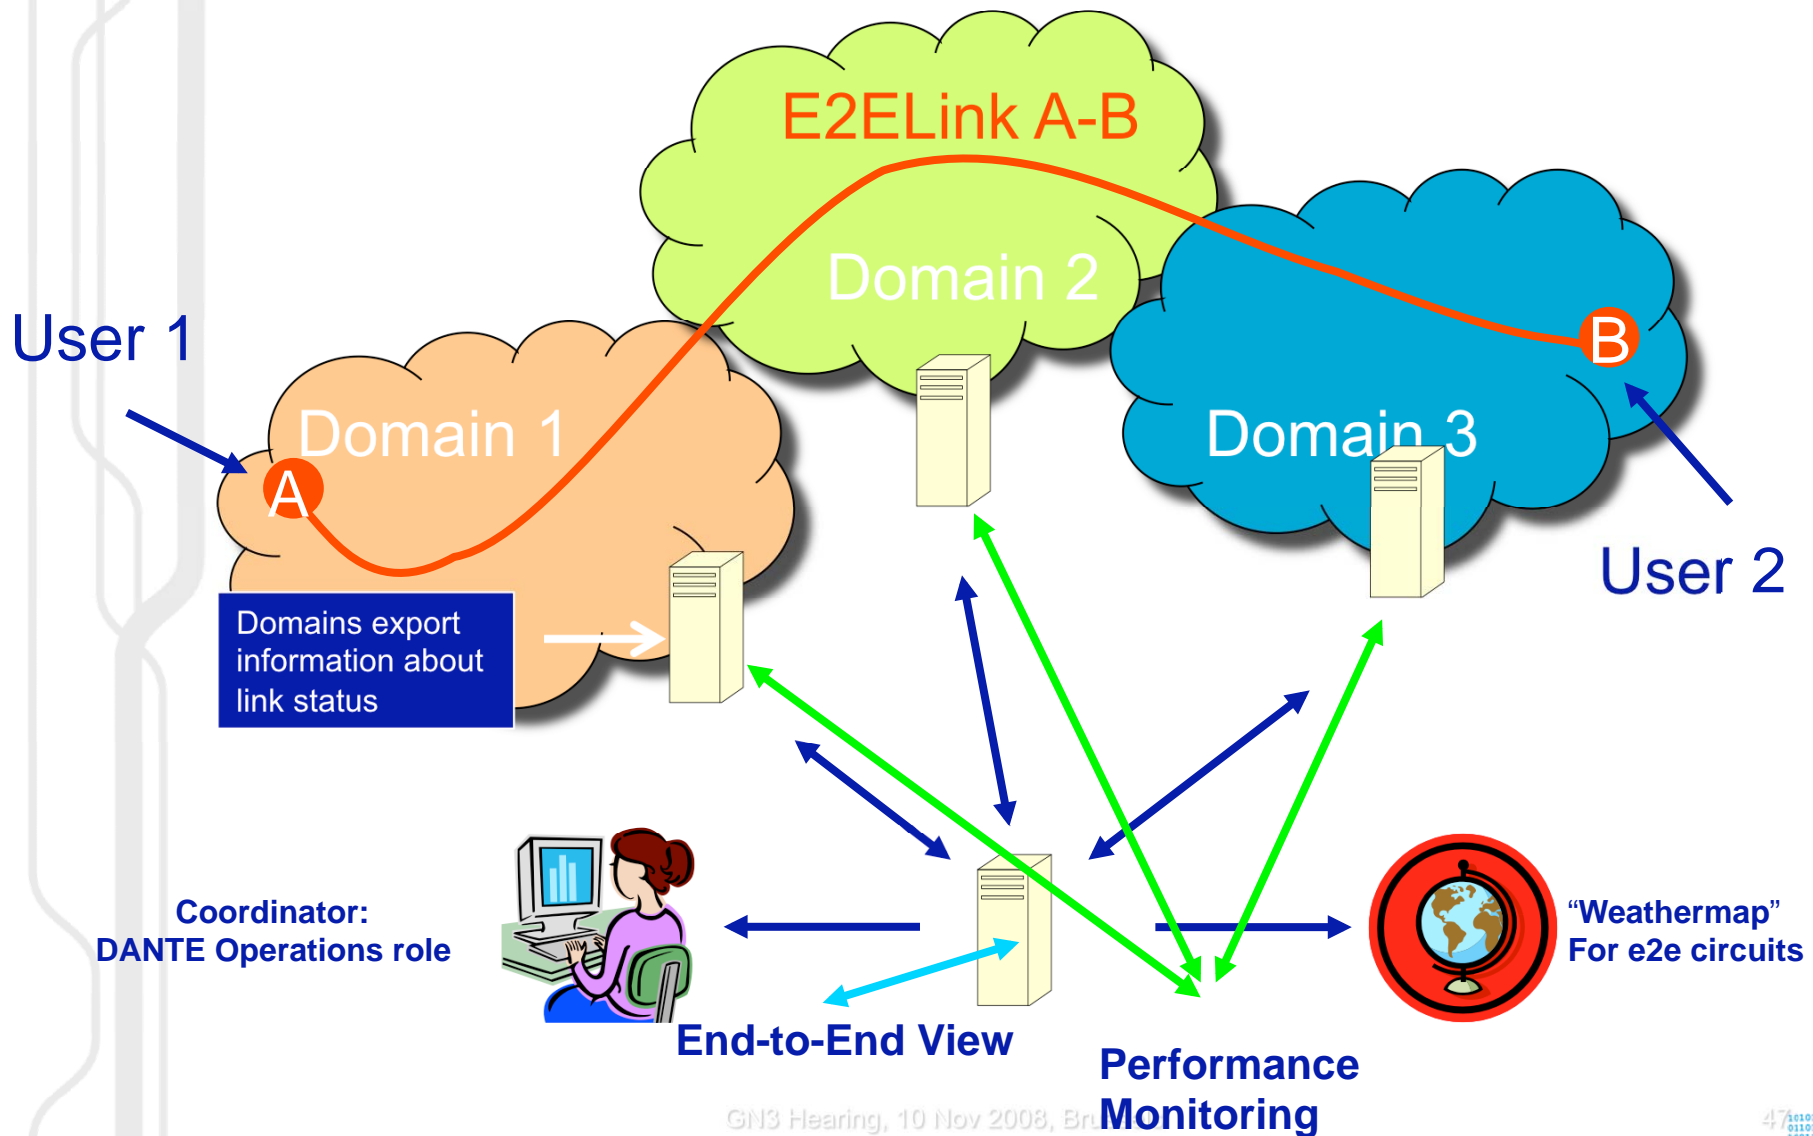 E2ELink A-B
Domain 2
User 1
B
Domain 1
Domain 3
A
User 2
Domains export
information about
link status
Coordinator:
DANTE Operations role
“Weathermap”
For e2e circuits
End-to-End View
Performance
Monitoring
GN3 Hearing, 10 Nov 2008,
47